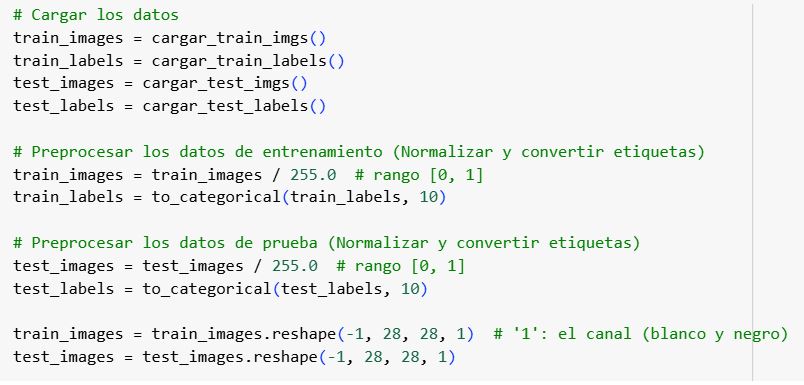 # Cargar los datos
train_images = cargar_train_imgs()
train_labels = cargar_train_labels()
test_images = cargar_test_imgs()
test_labels = cargar_test_labels()
# Preprocesar los datos de entrenamiento (Normalizar y convertir etiquetas)
train_images = train_images / 255.0  # rango [0, 1]
train_labels = to_categorical(train_labels, 10)
# Preprocesar los datos de prueba (Normalizar y convertir etiquetas)
test_images = test_images / 255.0  # rango [0, 1]
test_labels = to_categorical(test_labels, 10)
train_images = train_images.reshape(-1, 28, 28, 1)  # '1': el canal (blanco y negro)
test_images = test_images.reshape(-1, 28, 28, 1)